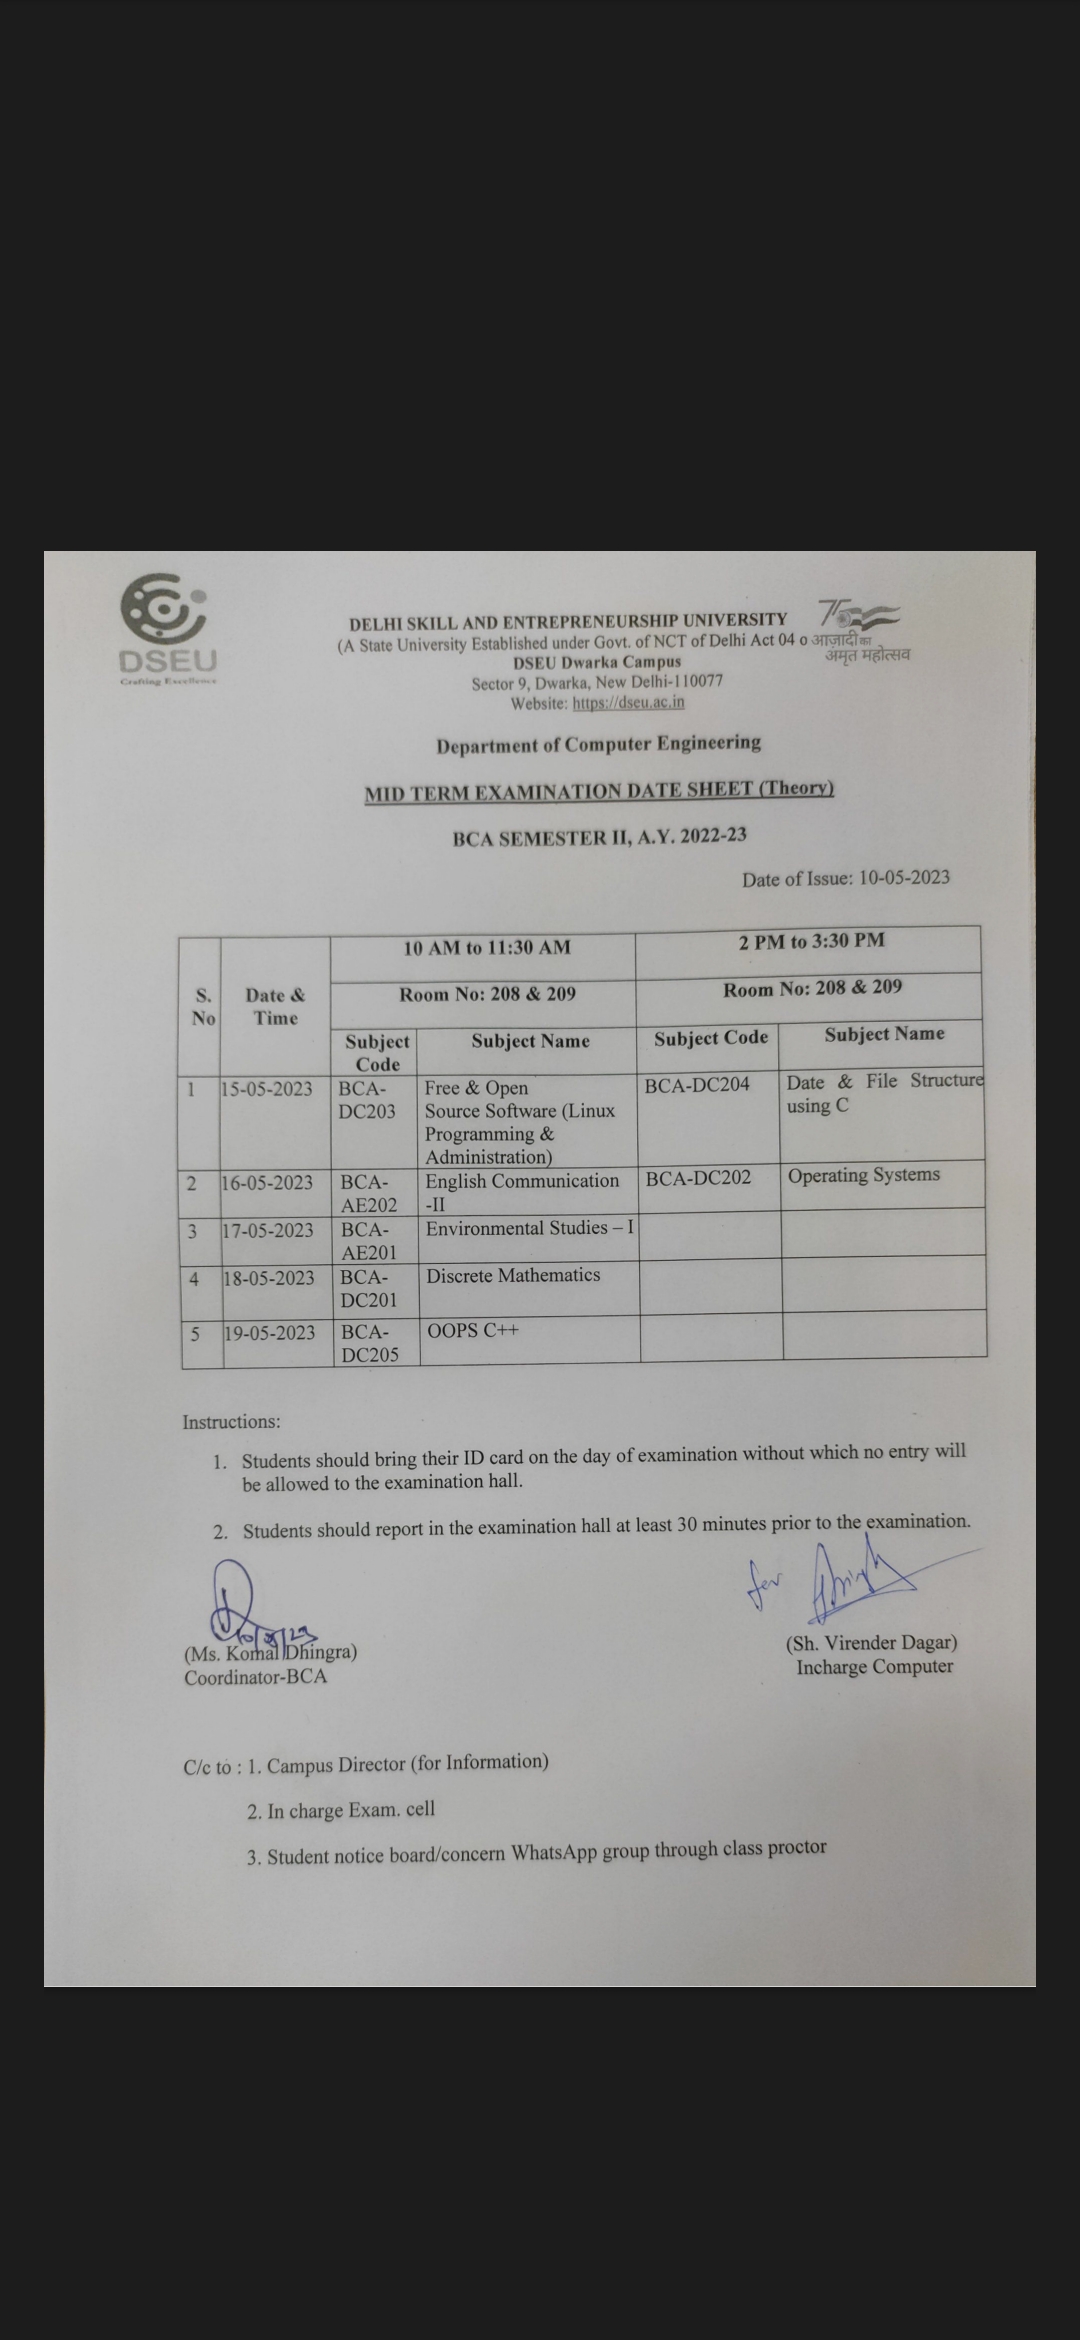 DSEU
Crafting Excellence
DELHI SKILL AND ENTREPRENEURSHIP UNIVERSITY
(A State University Established under Govt. of NCT of Delhi Act 04 o
75
आज़ादी का
अमृत महोत्सव
DSEU Dwarka Campus
Sector 9, Dwarka, New Delhi-110077
Website: https://dseu.ac.in
Department of Computer Engineering
MID TERM EXAMINATION DATE SHEET (Theory)
BCA SEMESTER II, A.Y. 2022-23
Date of Issue: 10-05-2023
S. No Date & Time 10 AM to 11:30 AM 2 PM to 3:30 PM
Room No: 208 & 209 Room No: 208 & 209
Subject Code Subject Name Subject Code Subject Name
1 15-05-2023 BCA-DC203 Free & Open Source Software (Linux Programming & Administration) BCA-DC204 Date & File Structure using C
2 16-05-2023 BCA-AE202 English Communication -II BCA-DC202 Operating Systems
3 17-05-2023 BCA-AE201 Environmental Studies – I
4 18-05-2023 BCA-DC201 Discrete Mathematics
5 19-05-2023 BCA-DC205 OOPS C++
Instructions:
1. Students should bring their ID card on the day of examination without which no entry will
be allowed to the examination hall.
2. Students should report in the examination hall at least 30 minutes prior to the examination.
for
10/5/23
(Ms. Komal Dhingra)
Coordinator-BCA
(Sh. Virender Dagar)
Incharge Computer
C/c to : 1. Campus Director (for Information)
2. In charge Exam. cell
3. Student notice board/concern WhatsApp group through class proctor